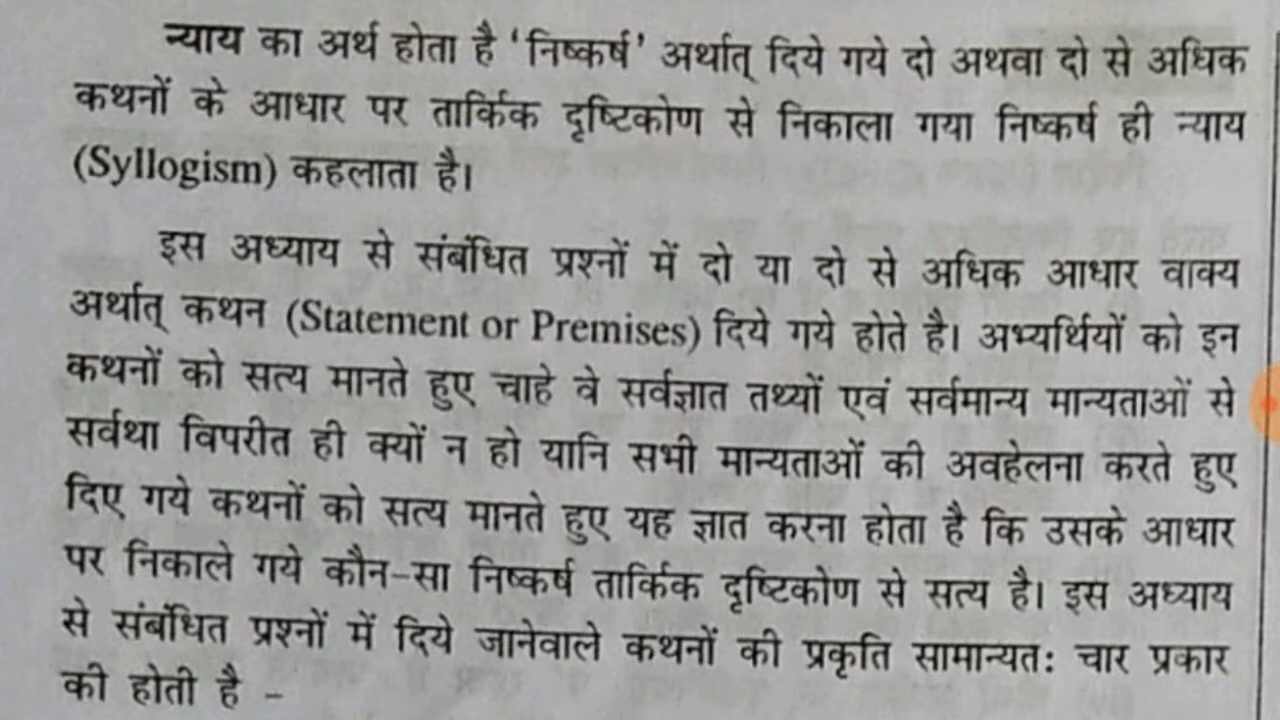 न्याय का अर्थ होता है ‘निष्कर्ष’ अर्थात् दिये गये दो अथवा दो से अधिक
कथनों के आधार पर तार्किक दृष्टिकोण से निकाला गया निष्कर्ष ही न्याय
(Syllogism) कहलाता है।
इस अध्याय से संबंधित प्रश्नों में दो या दो से अधिक आधार वाक्य
अर्थात् कथन (Statement or Premises) दिये गये होते है। अभ्यर्थियों को इन
कथनों को सत्य मानते हुए चाहे वे सर्वज्ञात तथ्यों एवं सर्वमान्य मान्यताओं से
सर्वथा विपरीत ही क्यों न हो यानि सभी मान्यताओं की अवहेलना करते हुए
दिए गये कथनों को सत्य मानते हुए यह ज्ञात करना होता है कि उसके आधार
पर निकाले गये कौन-सा निष्कर्ष तार्किक दृष्टिकोण से सत्य है। इस अध्याय
से संबंधित प्रश्नों में दिये जानेवाले कथनों की प्रकृति सामान्यत: चार प्रकार
की होती है -